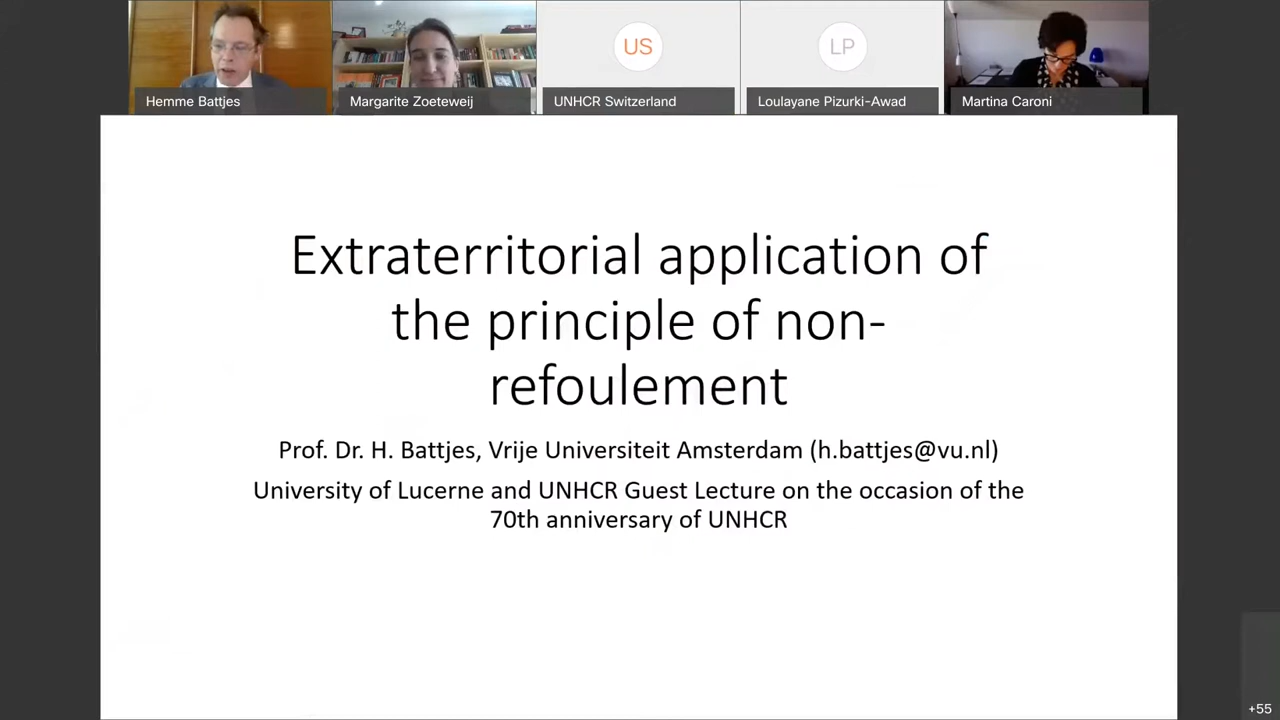 US
LP
Hemme Battjes
Margarite Zoeteweij
UNHCR Switzerland
Loulayane Pizurki-Awad
Martina Caroni
Extraterritorial application of
the principle of non-
refoulement
Prof. Dr. H. Battjes, Vrije Universiteit Amsterdam (h.battjes@vu.nl)
University of Lucerne and UNHCR Guest Lecture on the occasion of the
70th anniversary of UNHCR
+55